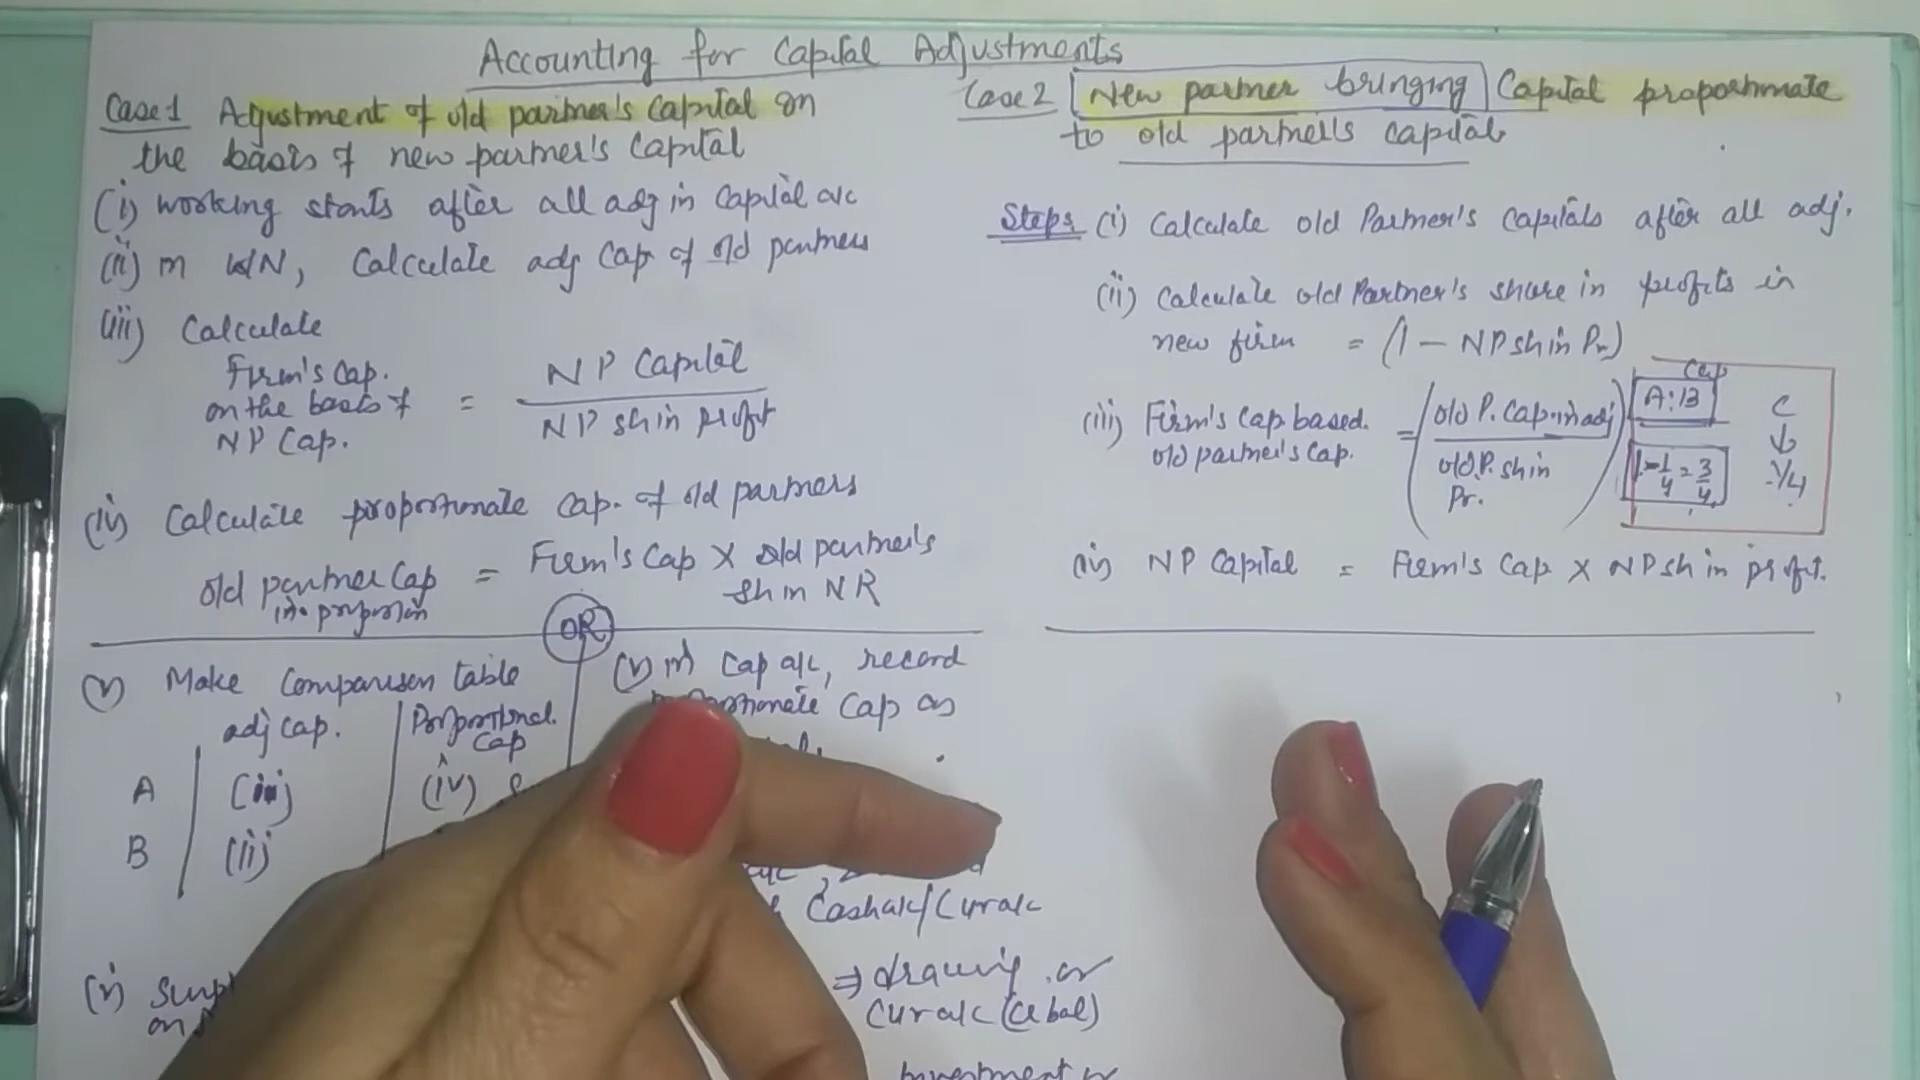 Accounting for Capital Adjustments
Case 1 Adjustment of old partner's capital on
the basis of new partner's capital
(i) working starts after all adj in capital a/c
(ii) in WN, Calculate adj Cap of old partners
(iii) Calculate
Firm's Cap.
on the basis of
NP Cap.
= NP Capital
NP sh in profit
(iv) Calculate proportionate cap. of old partners
old partner Cap = Firm's Cap X old partner's
in proportion sh in NR
OR
(v) Make Comparison table
adj cap. Proportional
Cap
A (iii) (iv)
B (ii)
(v) in Cap a/c, record
Cap as
Cash a/c/Cur a/c
⇒ drawing or
Cur a/c (Cr bal)
Investment or
(v) Surp
on
Case 2 New partner bringing Capital proportionate
to old partner's capital
Steps (i) Calculate old Partner's Capitals after all adj.
(ii) Calculate old Partner's share in profits in
new firm = (1 – NP sh in Pr)
(iii) Firm's Cap based
old partner's Cap.
= (old P. Cap in adj
old P. sh in
Pr.)
Cap
A:B C
1-1/4=3/4 1/4
(iv) NP Capital = Firm's Cap X NP sh in profit.